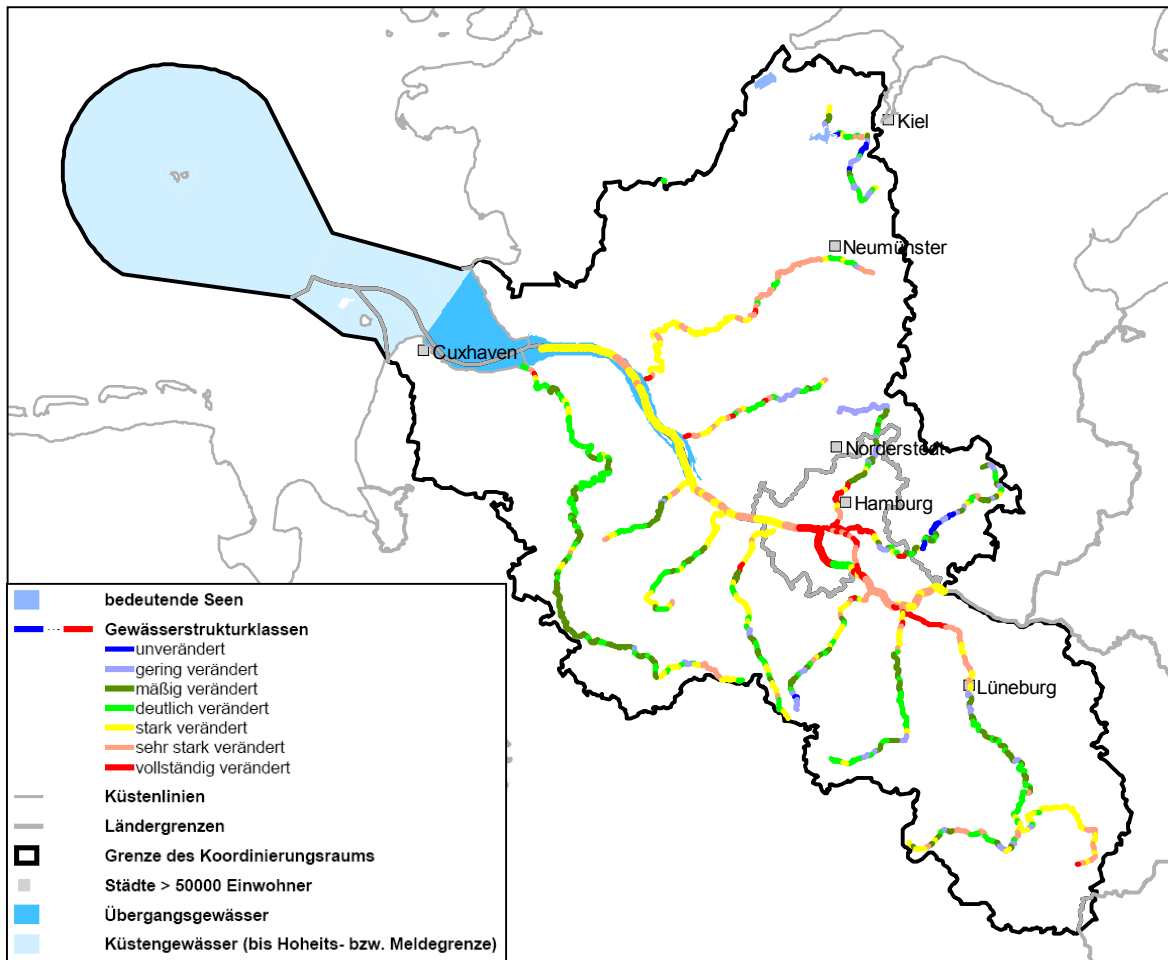 Kiel
Neumünster
Cuxhaven
Norderstedt
Hamburg
Lüneburg
bedeutende Seen
Gewässerstrukturklassen
unverändert
gering verändert
mäßig verändert
deutlich verändert
stark verändert
sehr stark verändert
vollständig verändert
Küstenlinien
Ländergrenzen
Grenze des Koordinierungsraums
Städte > 50000 Einwohner
Übergangsgewässer
Küstengewässer (bis Hoheits- bzw. Meldegrenze)